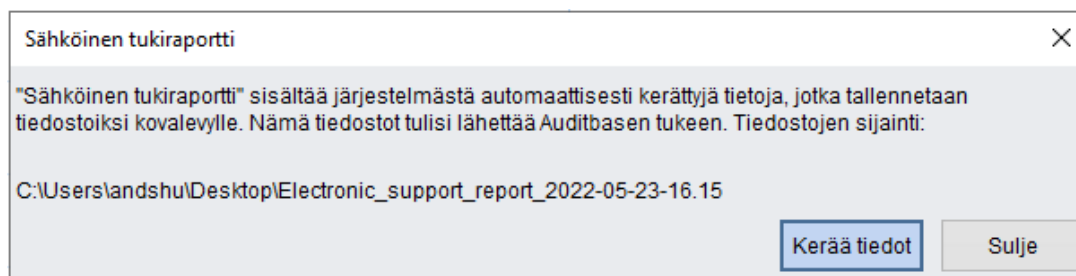 Sähköinen tukiraportti
"Sähköinen tukiraportti" sisältää järjestelmästä automaattisesti kerättyjä tietoja, jotka tallennetaan
tiedostoiksi kovalevylle. Nämä tiedostot tulisi lähettää Auditbasen tukeen. Tiedostojen sijainti:
C:\Users\andshu\Desktop\Electronic_support_report_2022-05-23-16.15
Kerää tiedot Sulje